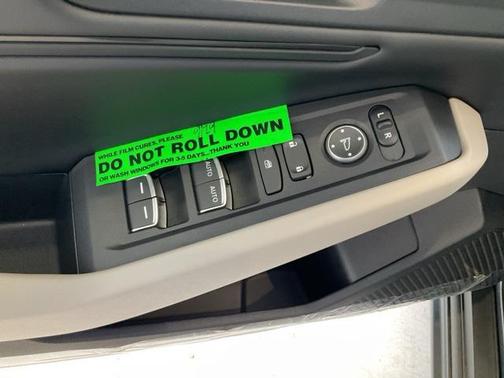 WHILE FILM CURES, PLEASE
DO NOT ROLL DOWN
OR WASH WINDOWS FOR 3-5 DAYS...THANK YOU
L
R
AUTO
AUTO